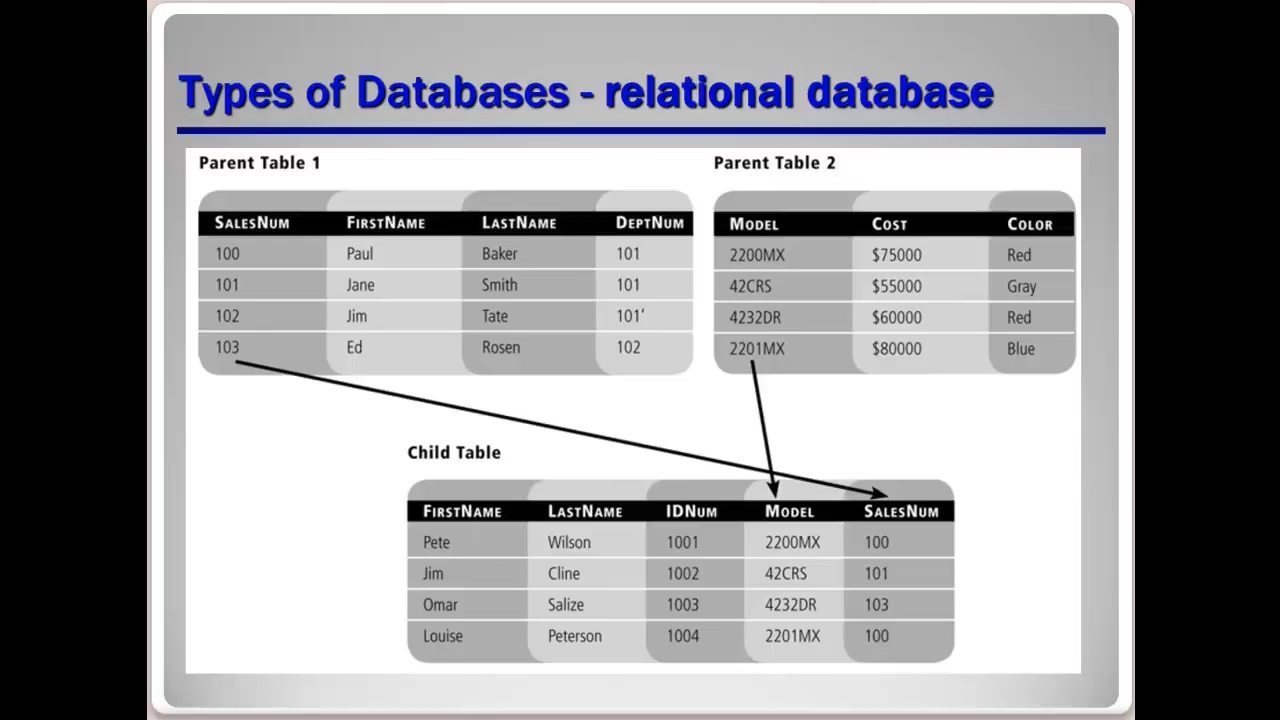 Types of Databases - relational database
Parent Table 1
SALESNUM FIRSTNAME LASTNAME DEPTNUM
100 Paul Baker 101
101 Jane Smith 101
102 Jim Tate 101'
103 Ed Rosen 102
Parent Table 2
MODEL COST COLOR
2200MX $75000 Red
42CRS $55000 Gray
4232DR $60000 Red
2201MX $80000 Blue
Child Table
FIRSTNAME LASTNAME IDNUM MODEL SALESNUM
Pete Wilson 1001 2200MX 100
Jim Cline 1002 42CRS 101
Omar Salize 1003 4232DR 103
Louise Peterson 1004 2201MX 100